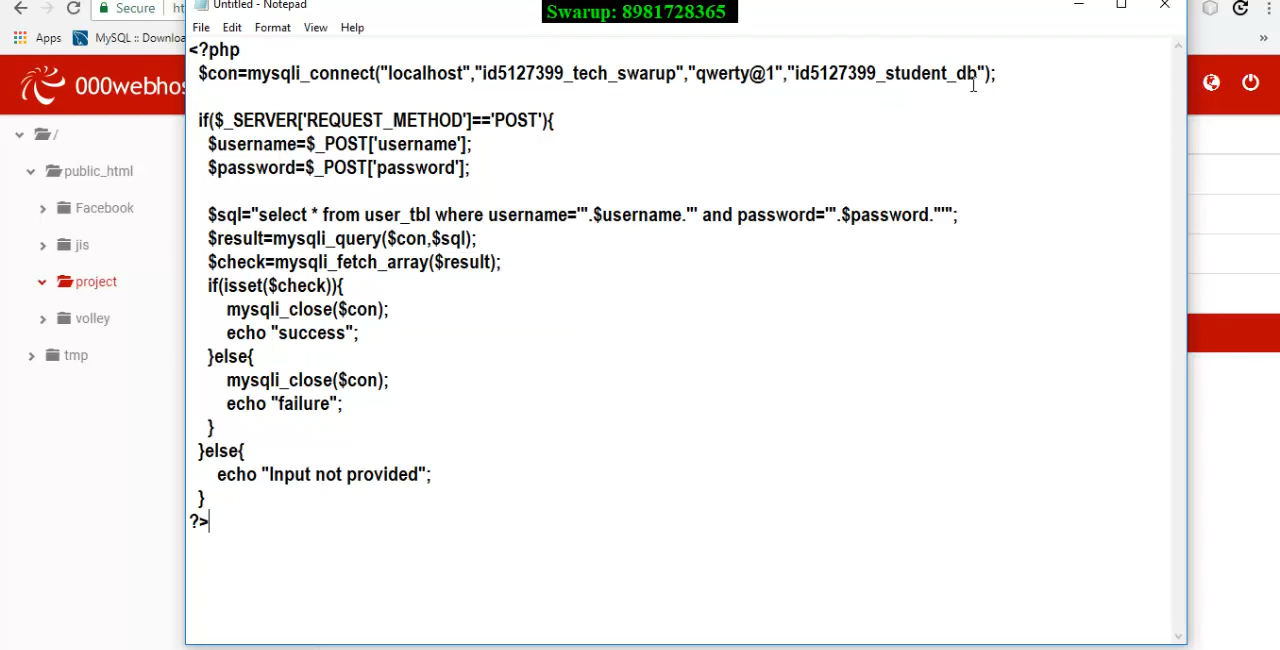 Untitled - Notepad
Swarup: 8981728365
Secure
Apps
MySQL :: Downloa
»
File Edit Format View Help
000webhos
/
public_html
Facebook
jis
project
volley
tmp
<?php
$con=mysqli_connect("localhost","id5127399_tech_swarup","qwerty@1","id5127399_student_db");
if($_SERVER['REQUEST_METHOD']=='POST'){
$username=$_POST['username'];
$password=$_POST['password'];
$sql="select * from user_tbl where username='".$username."' and password='".$password."'";
$result=mysqli_query($con,$sql);
$check=mysqli_fetch_array($result);
if(isset($check)){
mysqli_close($con);
echo "success";
}else{
mysqli_close($con);
echo "failure";
}
}else{
echo "Input not provided";
}
?>